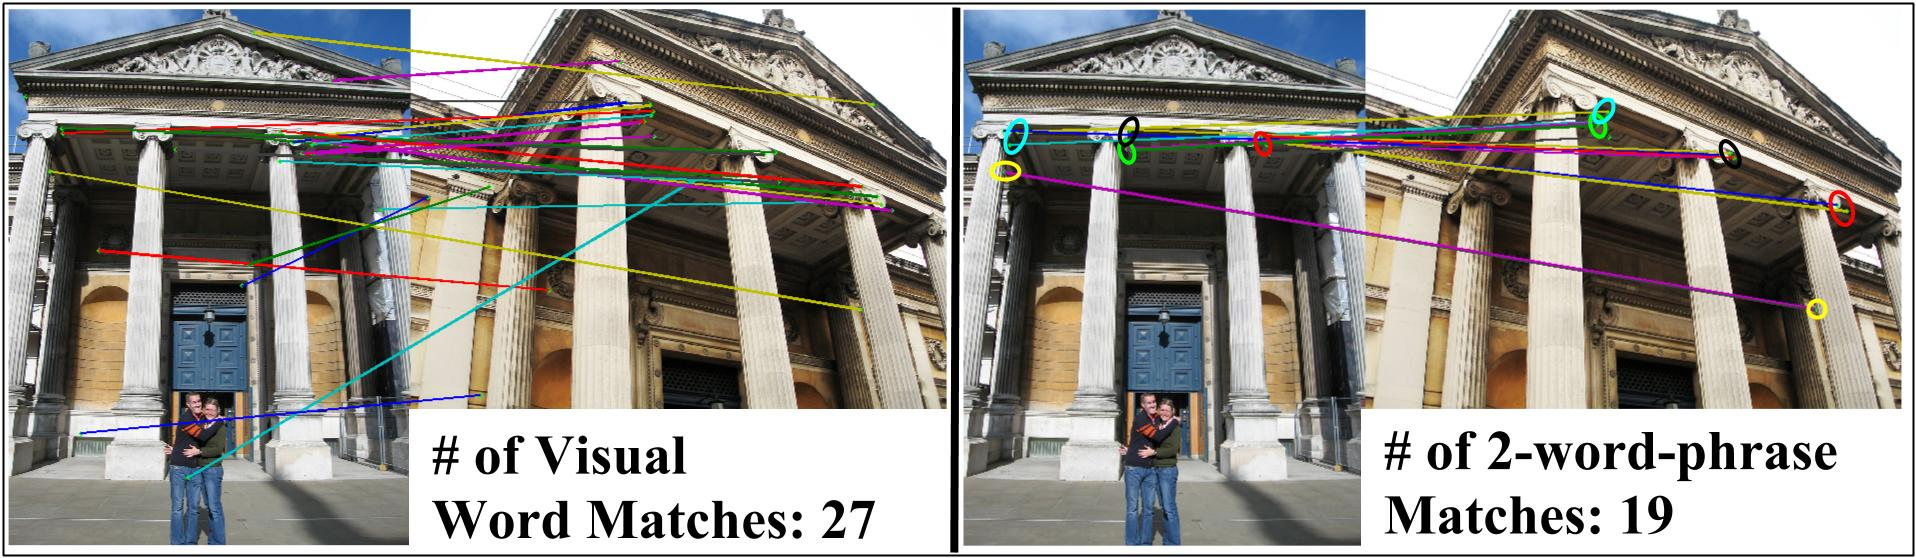 # of Visual
Word Matches: 27
# of 2-word-phrase
Matches: 19